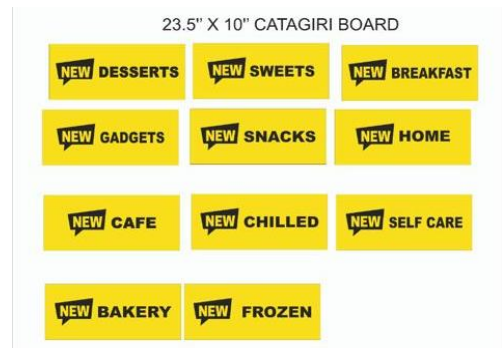 23.5" X 10" CATAGIRI BOARD
NEW DESSERTS
NEW SWEETS
NEW BREAKFAST
NEW GADGETS
NEW SNACKS
NEW HOME
NEW CAFE
NEW CHILLED
NEW SELF CARE
NEW BAKERY
NEW FROZEN